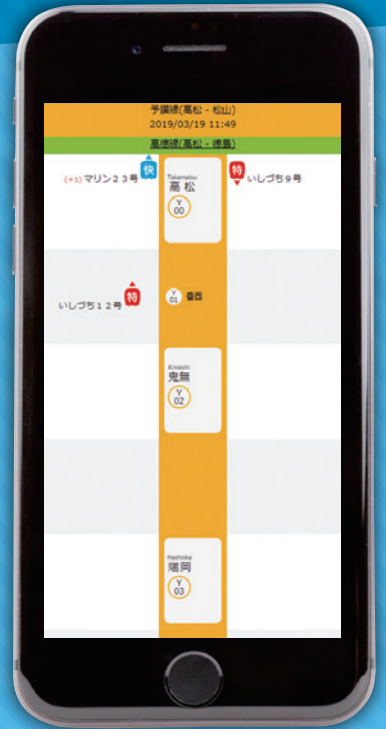 予讃線(高松 - 松山)
2019/03/19 11:49
高徳線(高松 - 徳島)
快
(+1) マリン23号
Takamatsu
高松
Y
00
特
いしづち9号
特
いしづち12号
Y
01
香西
Kinashi
鬼無
Y
02
Hashioka
端岡
Y
03